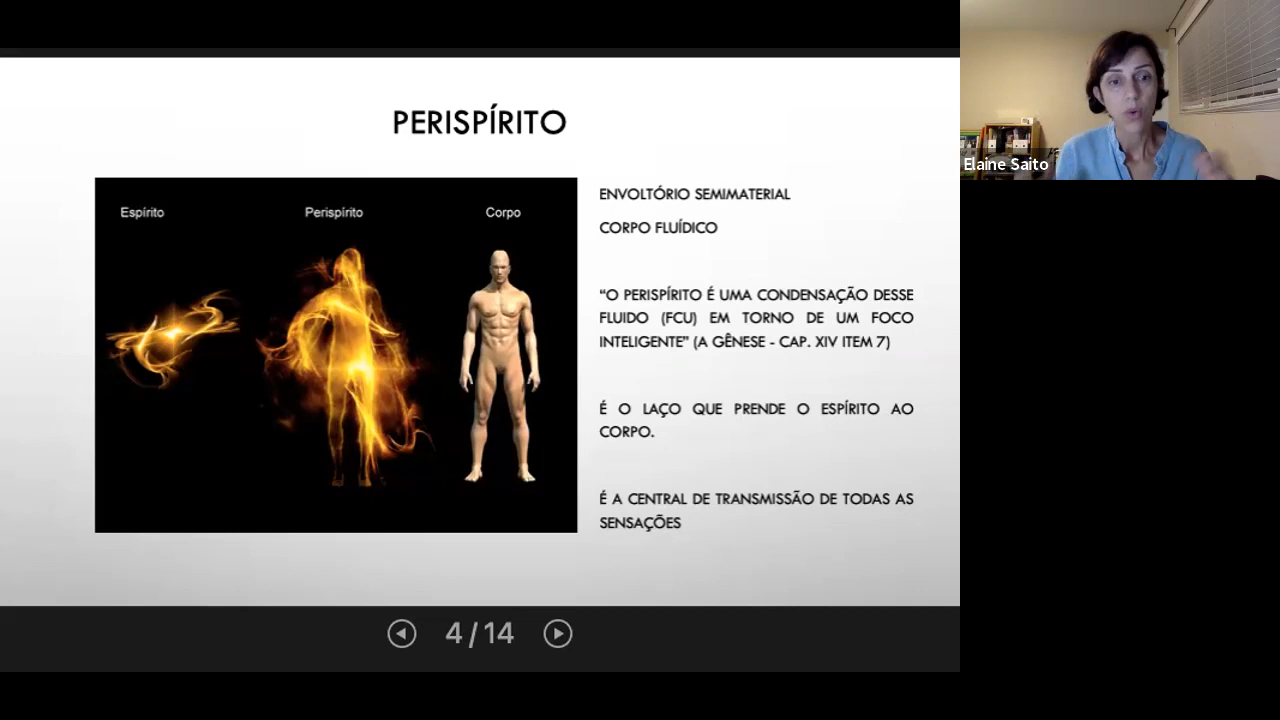 PERISPÍRITO
Espírito
Perispírito
Corpo
ENVOLTÓRIO SEMIMATERIAL
CORPO FLUÍDICO
“O PERISPÍRITO É UMA CONDENSAÇÃO DESSE
FLUIDO (FCU) EM TORNO DE UM FOCO
INTELIGENTE” (A GÊNESE - CAP. XIV ITEM 7)
É O LAÇO QUE PRENDE O ESPÍRITO AO
CORPO.
É A CENTRAL DE TRANSMISSÃO DE TODAS AS
SENSAÇÕES
4 / 14
Elaine Saito